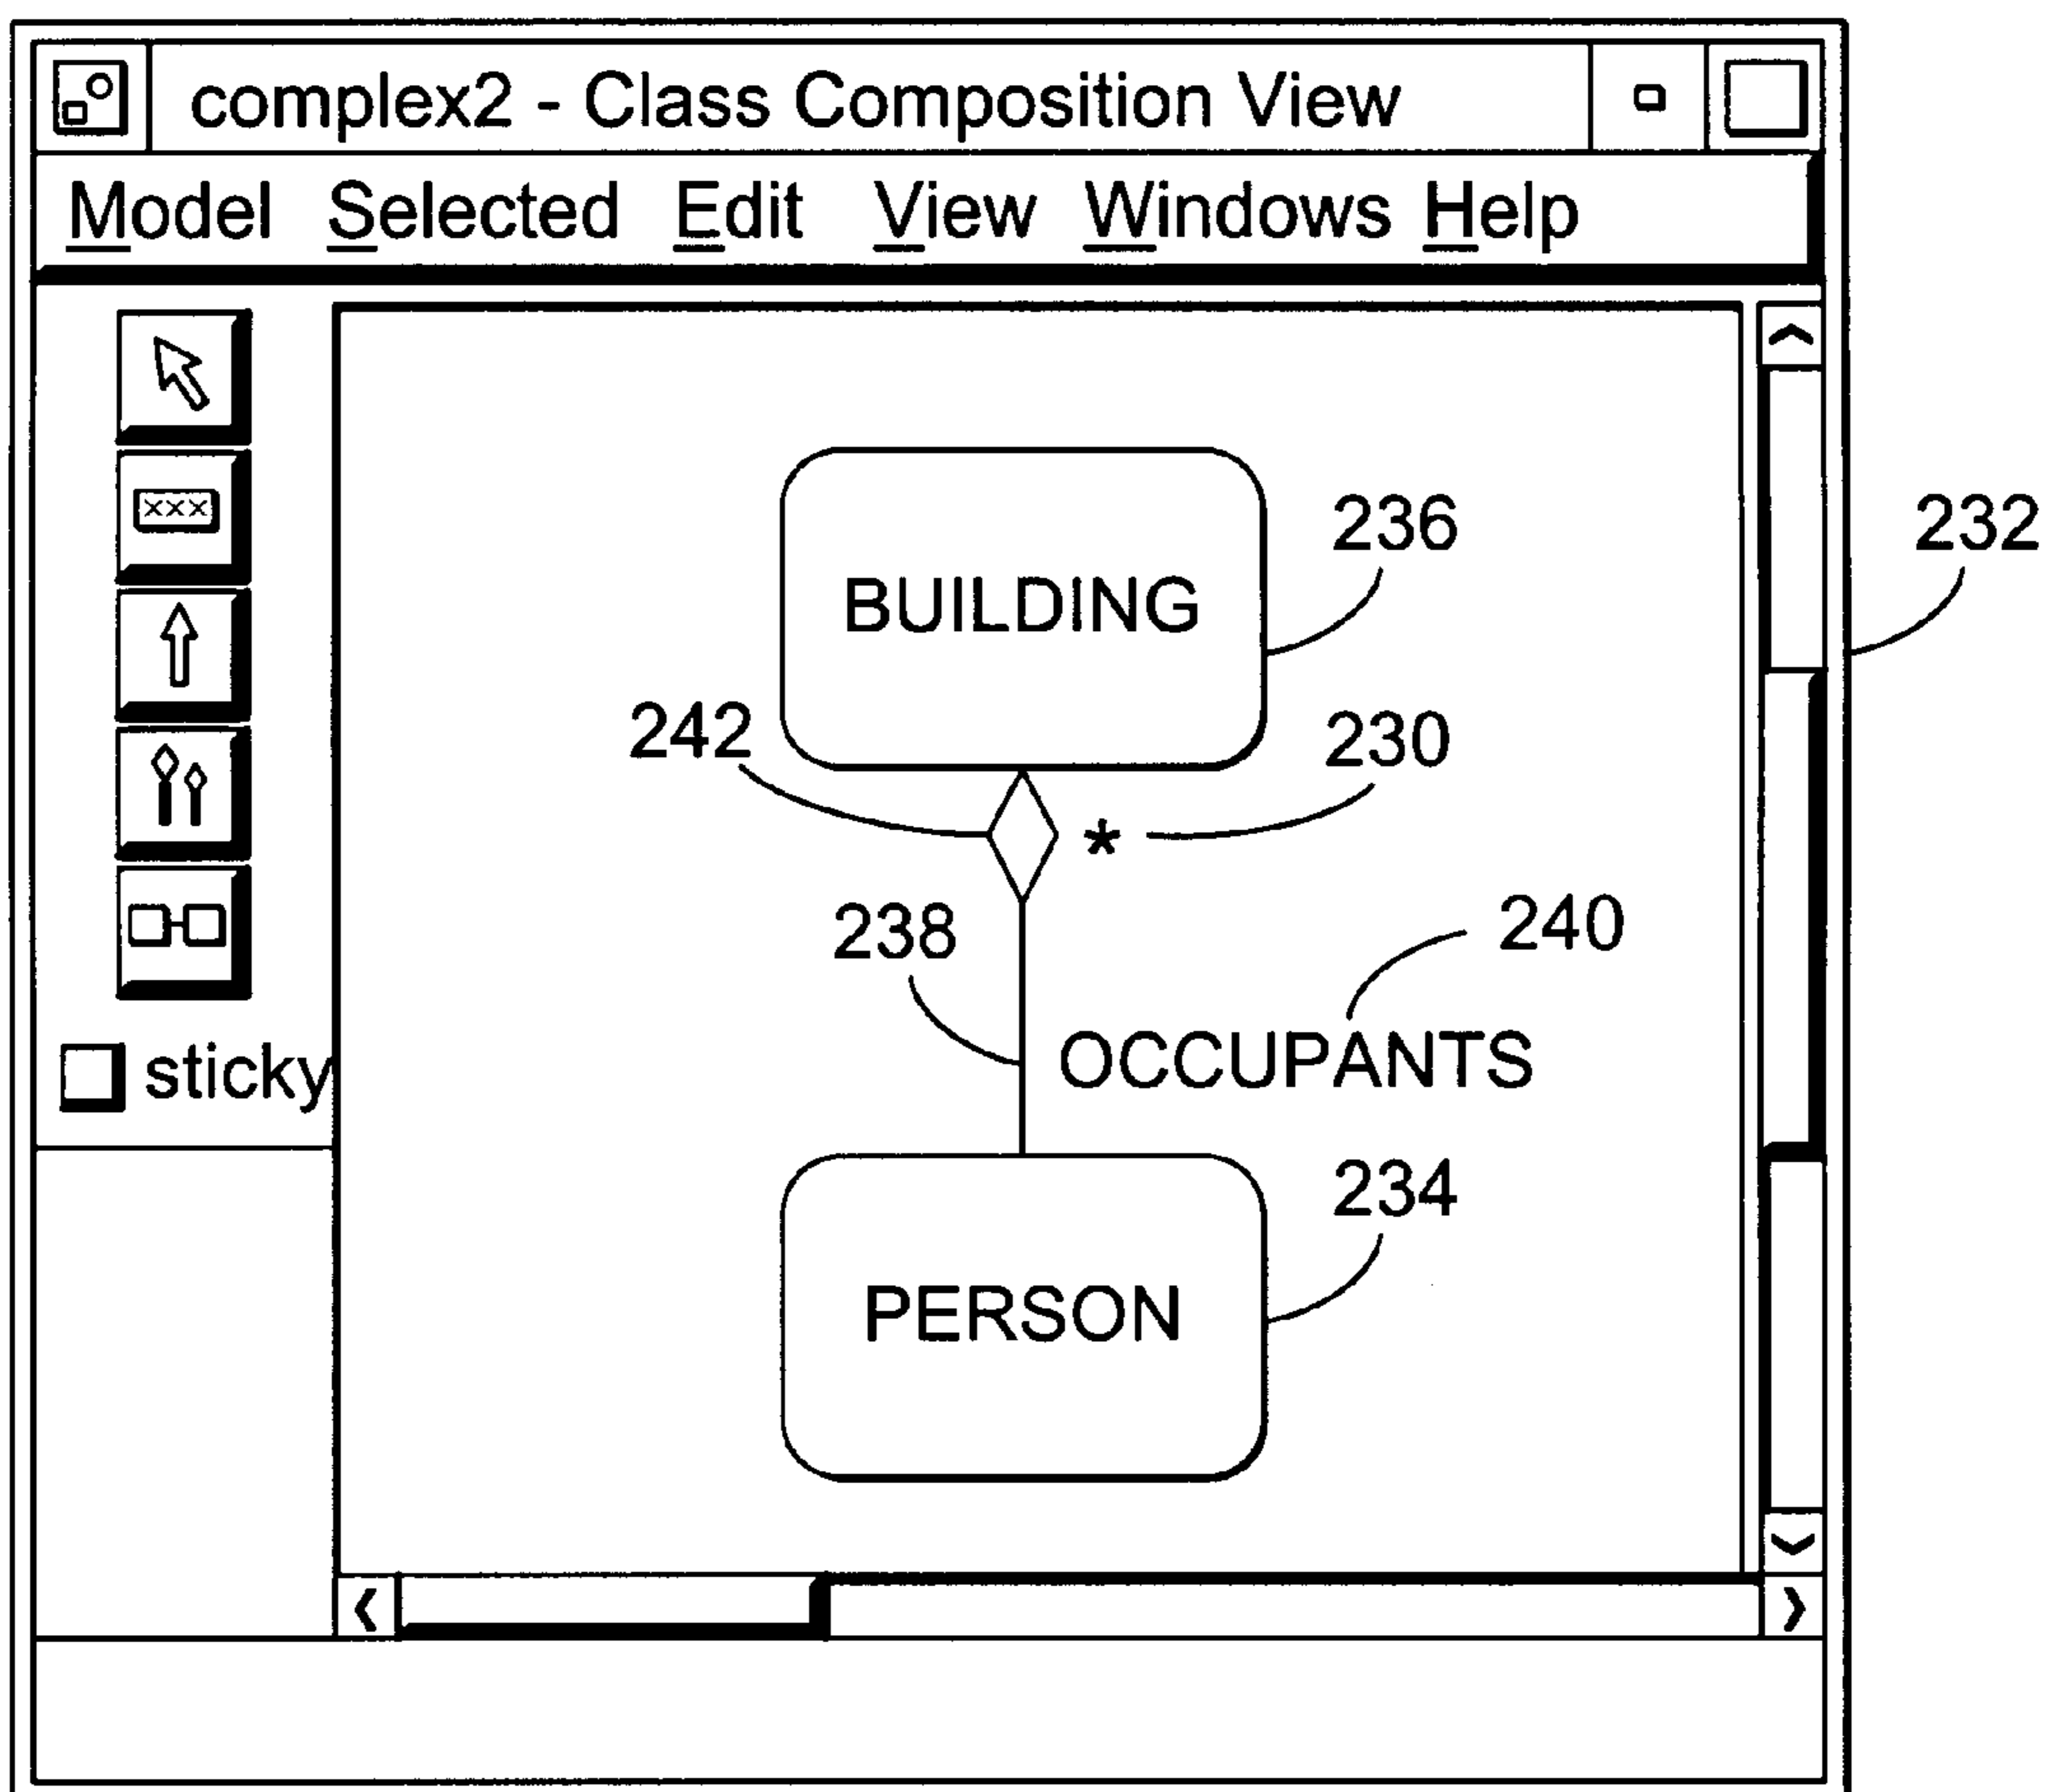 complex2 - Class Composition View
Model Selected Edit View Windows Help
xxx
236
232
BUILDING
242
230
*
238
240
OCCUPANTS
sticky
234
PERSON